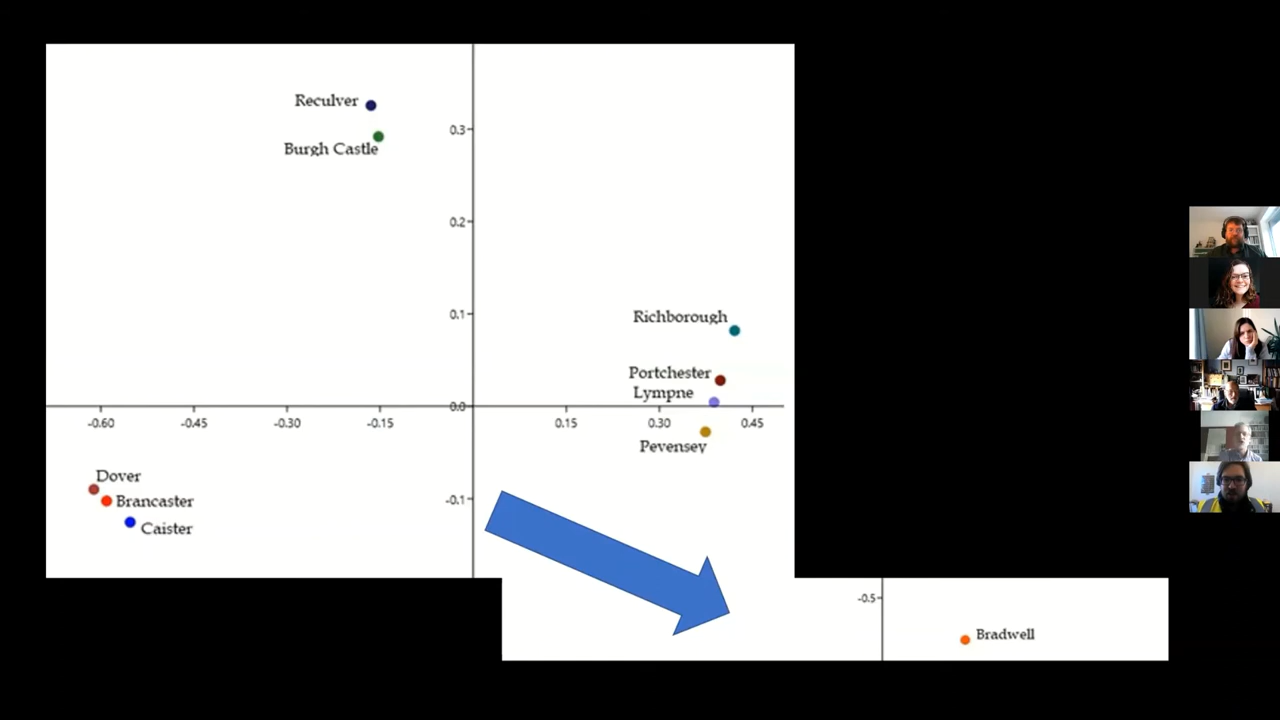 Reculver
0.3
Burgh Castle
0.2
Richborough
0.1
Portchester
Lympne
0.0
-0.60 -0.45 -0.30 -0.15 0.15 0.30 0.45
Pevensey
Dover
Brancaster
-0.1
Caister
-0.5
Bradwell